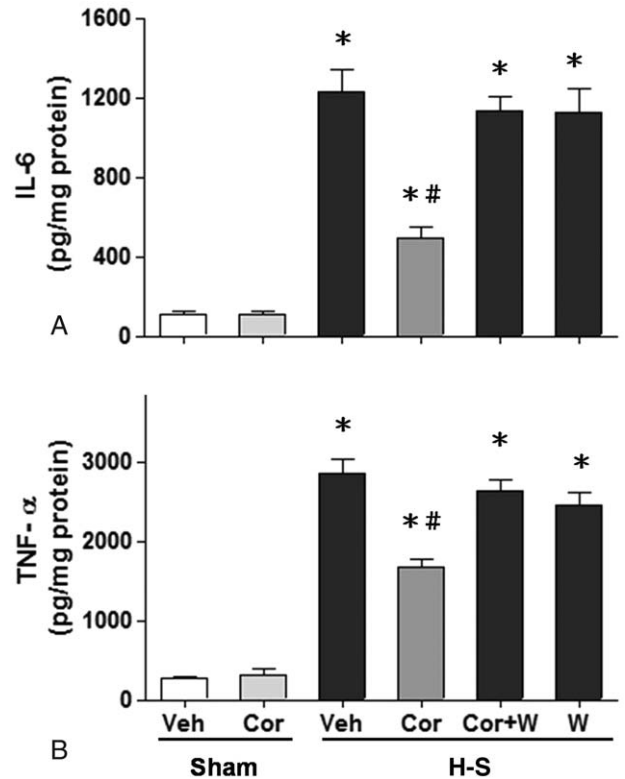 1600
1200
800
400
0
IL-6
(pg/mg protein)
* * # * *
A
3000
2000
1000
0
TNF- α
(pg/mg protein)
* * # * *
Veh Cor Veh Cor Cor+W W
Sham H-S
B